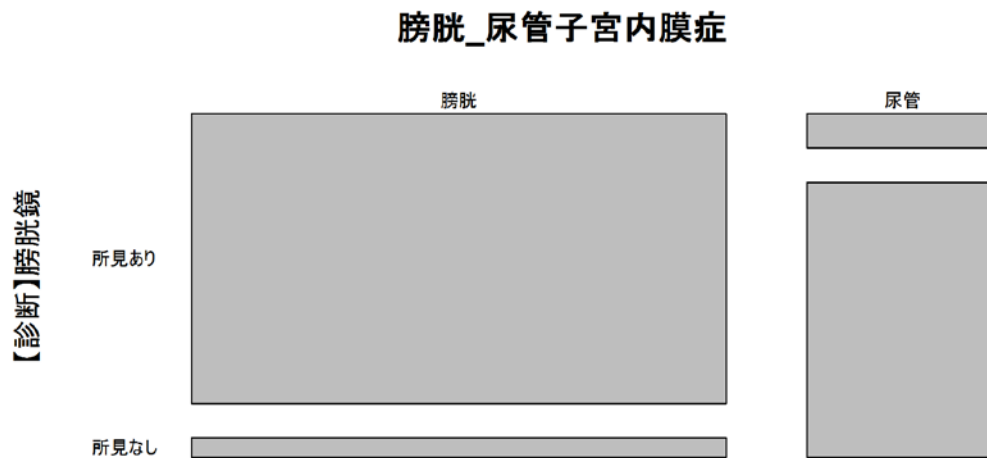 膀胱_尿管子宮内膜症
膀胱
尿管
【診断】膀胱鏡
所見あり
所見なし